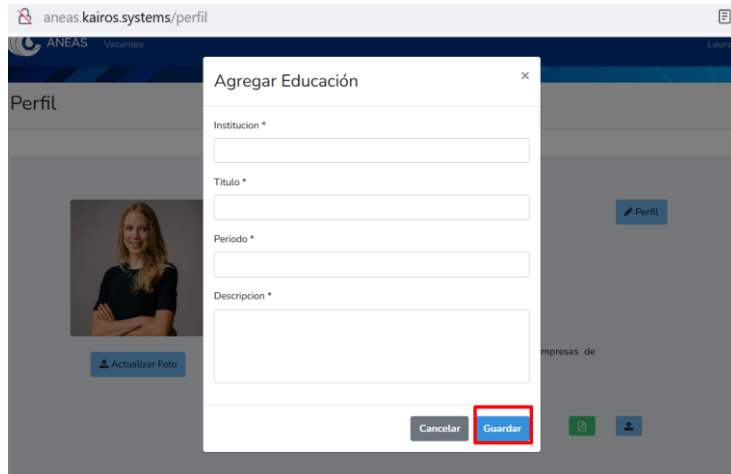 aneas.kairos.systems/perfil
ANEAS Vacantes Laura
Agregar Educación ×
Perfil
Institucion *
Titulo *
Perfil
Periodo *
Descripcion *
mpresas de
Actualizar Foto
Cancelar Guardar